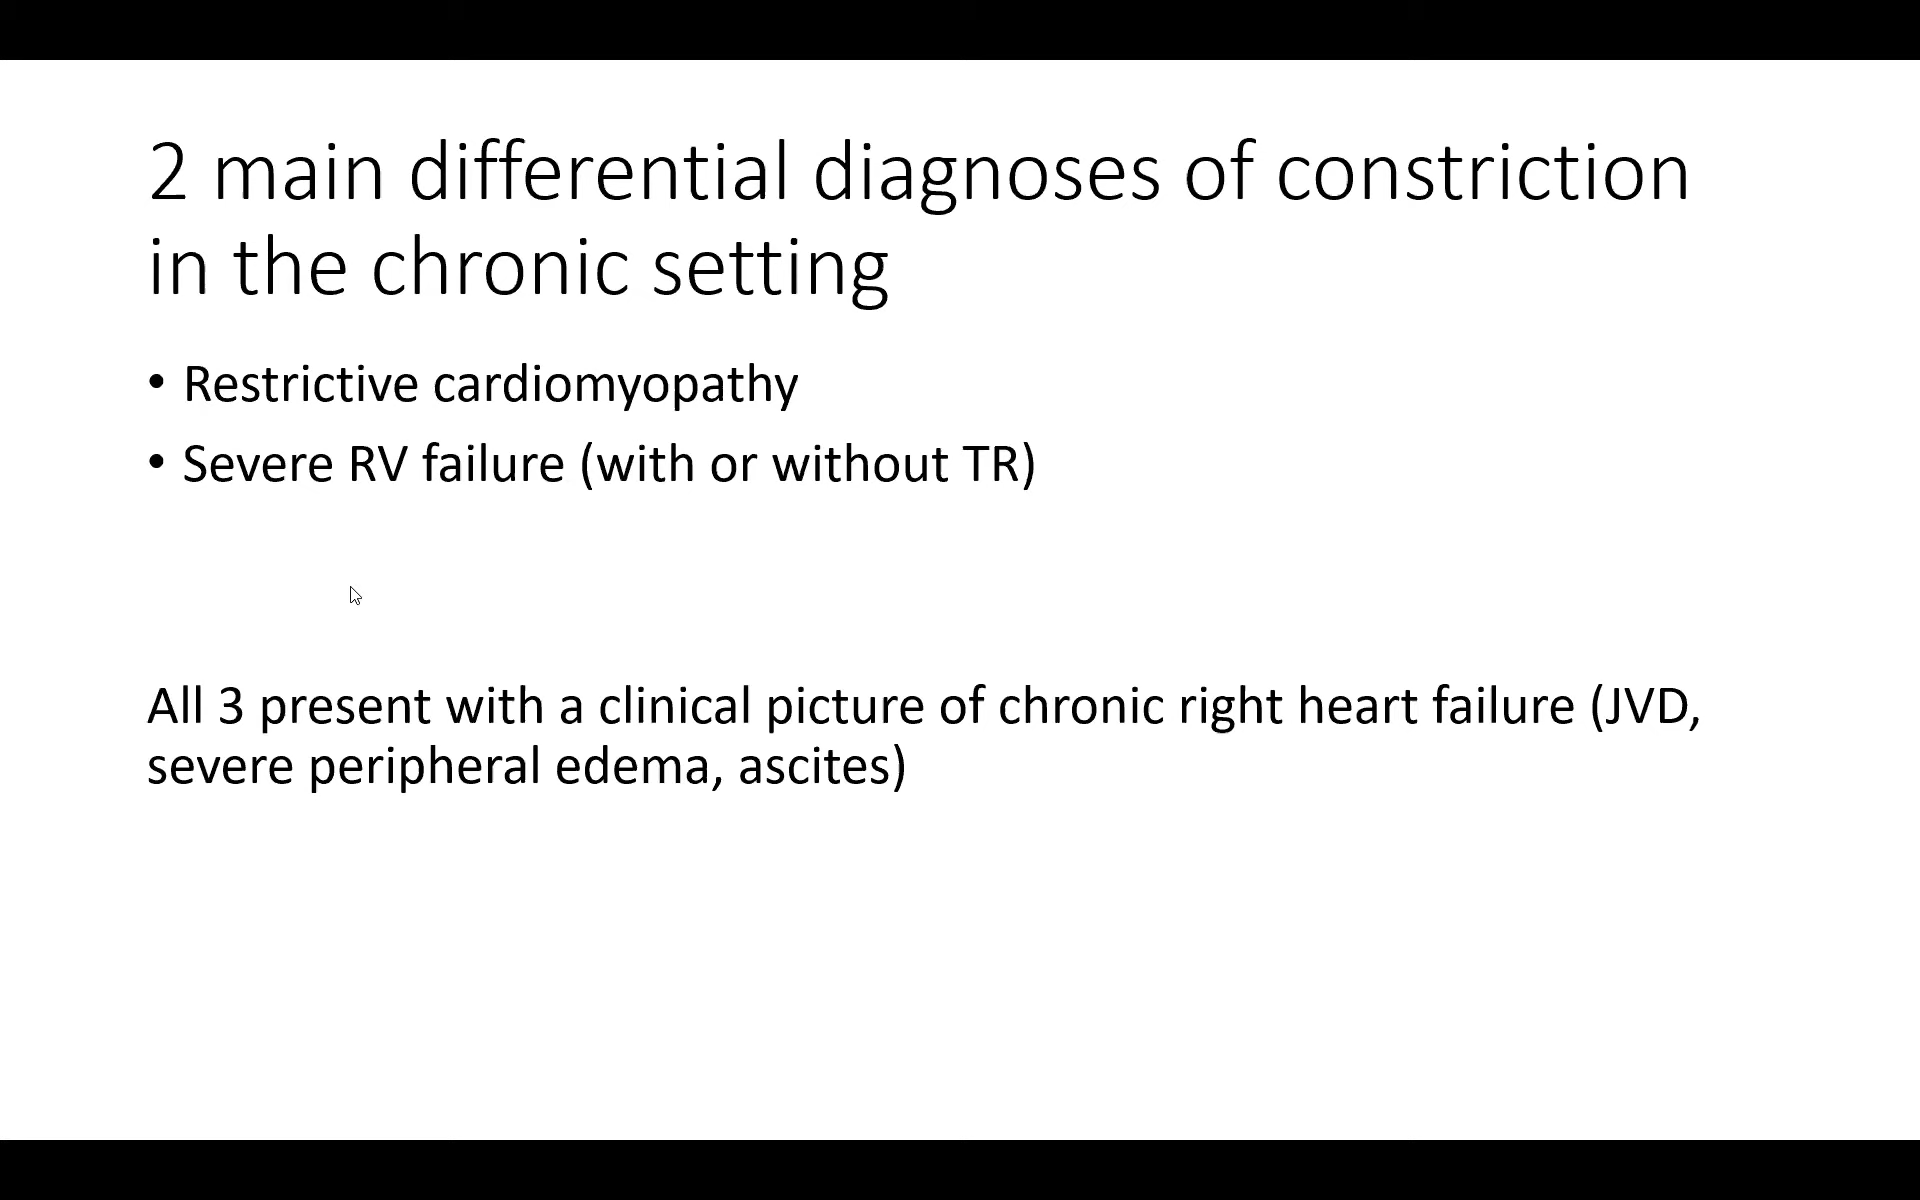 2 main differential diagnoses of constriction
in the chronic setting
• Restrictive cardiomyopathy
• Severe RV failure (with or without TR)
All 3 present with a clinical picture of chronic right heart failure (JVD,
severe peripheral edema, ascites)